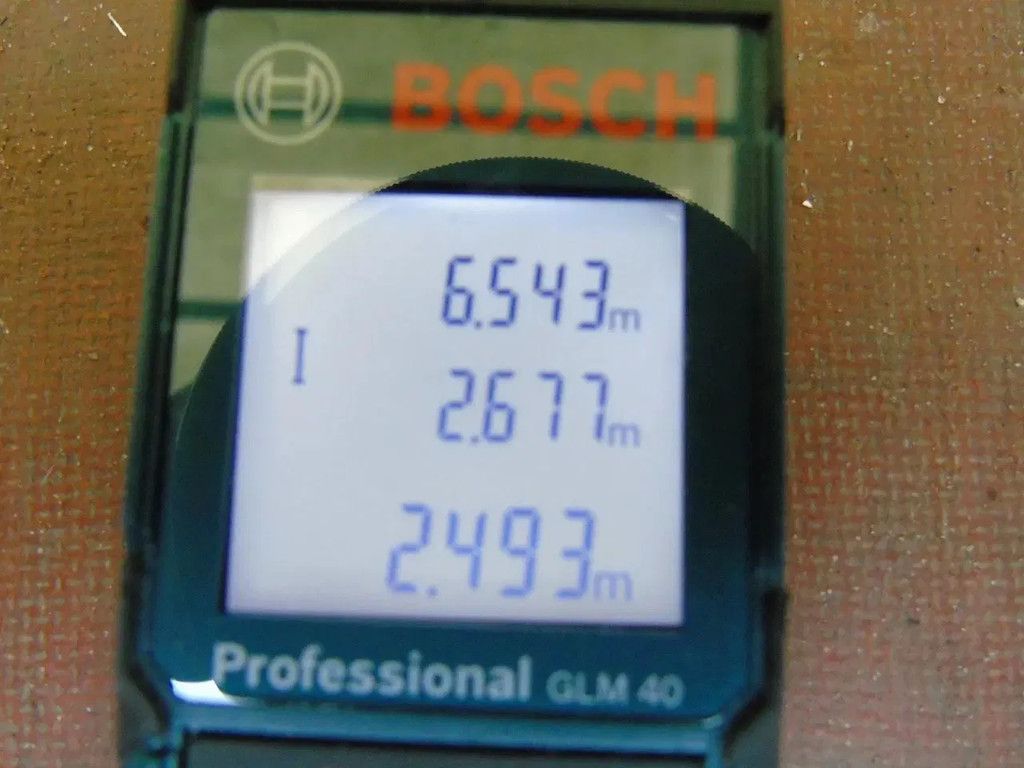 BOSCH
6.543m
I
2.677m
2.493m
Professional GLM 40